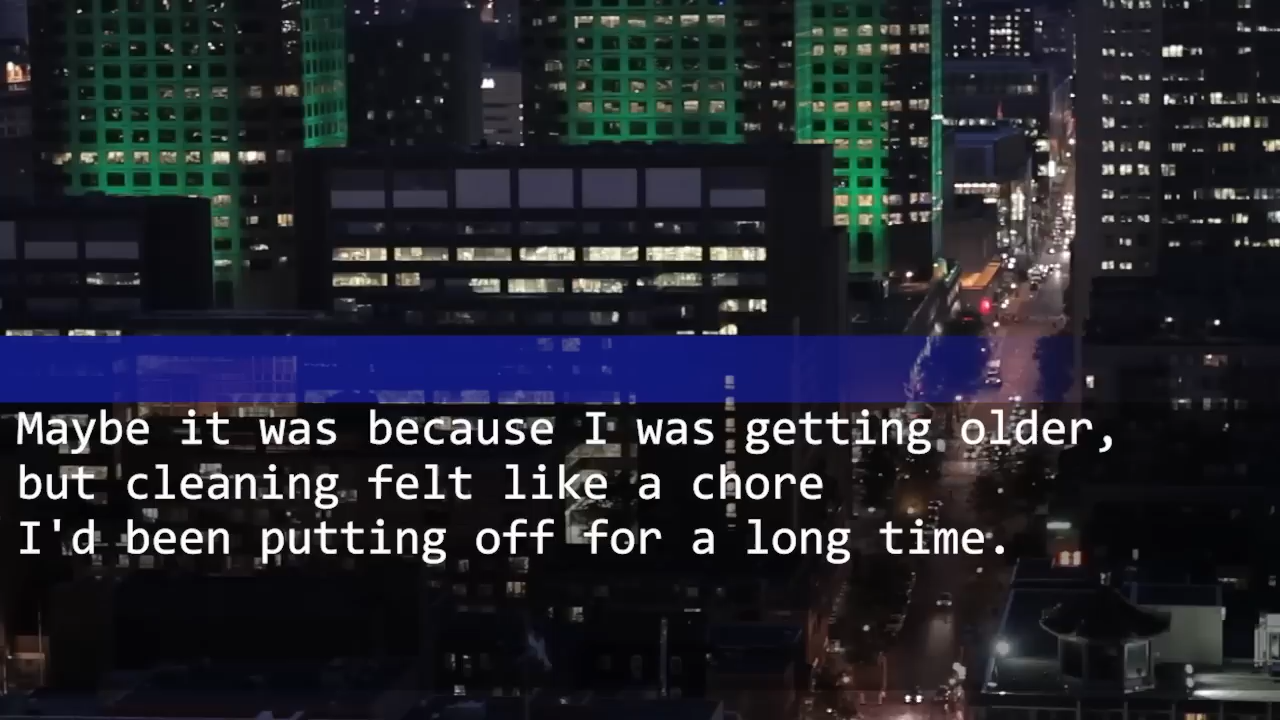 Maybe it was because I was getting older,
but cleaning felt like a chore
I'd been putting off for a long time.